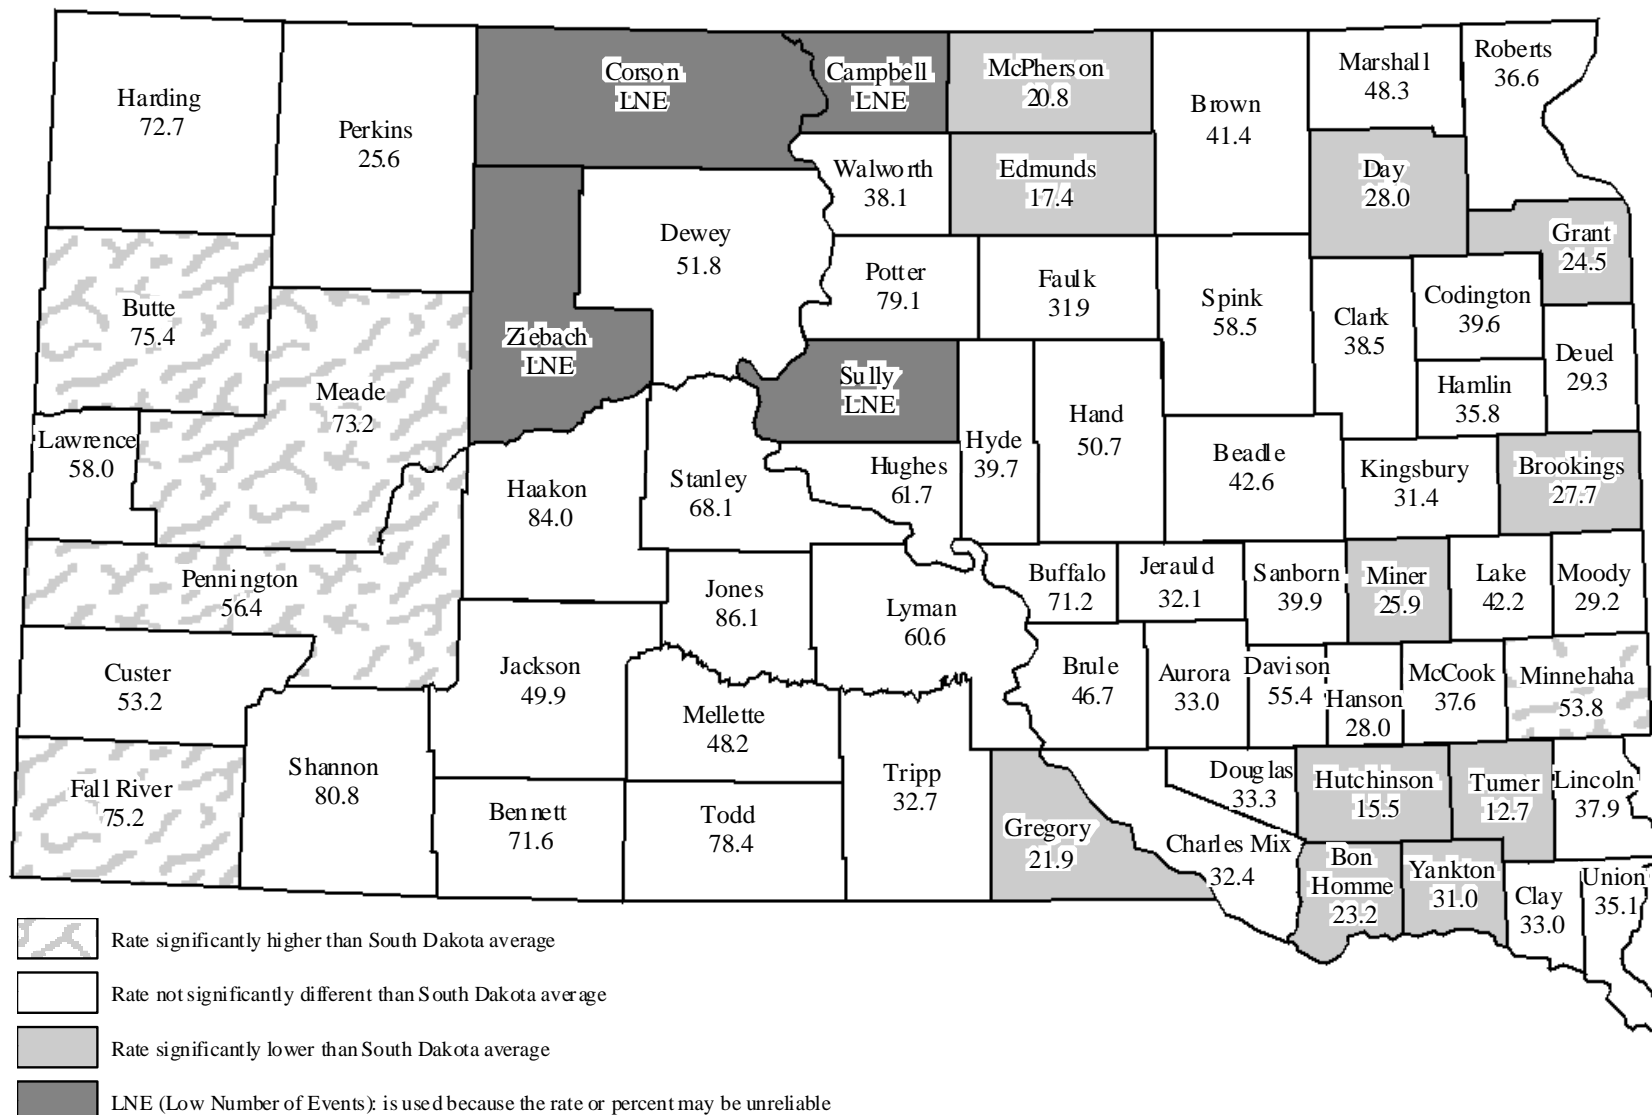 Harding
72.7
Perkins
25.6
Corson
LNE
Campbell
LNE
McPherson
20.8
Brown
41.4
Marshall
48.3
Roberts
36.6
Walworth
38.1
Edmunds
17.4
Day
28.0
Grant
24.5
Dewey
51.8
Butte
75.4
Ziebach
LNE
Potter
79.1
Faulk
31.9
Spink
58.5
Clark
38.5
Codington
39.6
Deuel
29.3
Meade
73.2
Sully
LNE
Hamlin
35.8
Lawrence
58.0
Haakon
84.0
Stanley
68.1
Hughes
61.7
Hyde
39.7
Hand
50.7
Beadle
42.6
Kingsbury
31.4
Brookings
27.7
Pennington
56.4
Jones
86.1
Lyman
60.6
Buffalo
71.2
Jerauld
32.1
Sanborn
39.9
Miner
25.9
Lake
42.2
Moody
29.2
Custer
53.2
Jackson
49.9
Mellette
48.2
Brule
46.7
Aurora
33.0
Davison
55.4
Hanson
28.0
McCook
37.6
Minnehaha
53.8
Fall River
75.2
Shannon
80.8
Bennett
71.6
Todd
78.4
Tripp
32.7
Gregory
21.9
Douglas
33.3
Charles Mix
32.4
Hutchinson
15.5
Turner
12.7
Lincoln
37.9
Bon
Homme
23.2
Yankton
31.0
Clay
33.0
Union
35.1
Rate significantly higher than South Dakota average
Rate not significantly different than South Dakota average
Rate significantly lower than South Dakota average
LNE (Low Number of Events): is used because the rate or percent may be unreliable